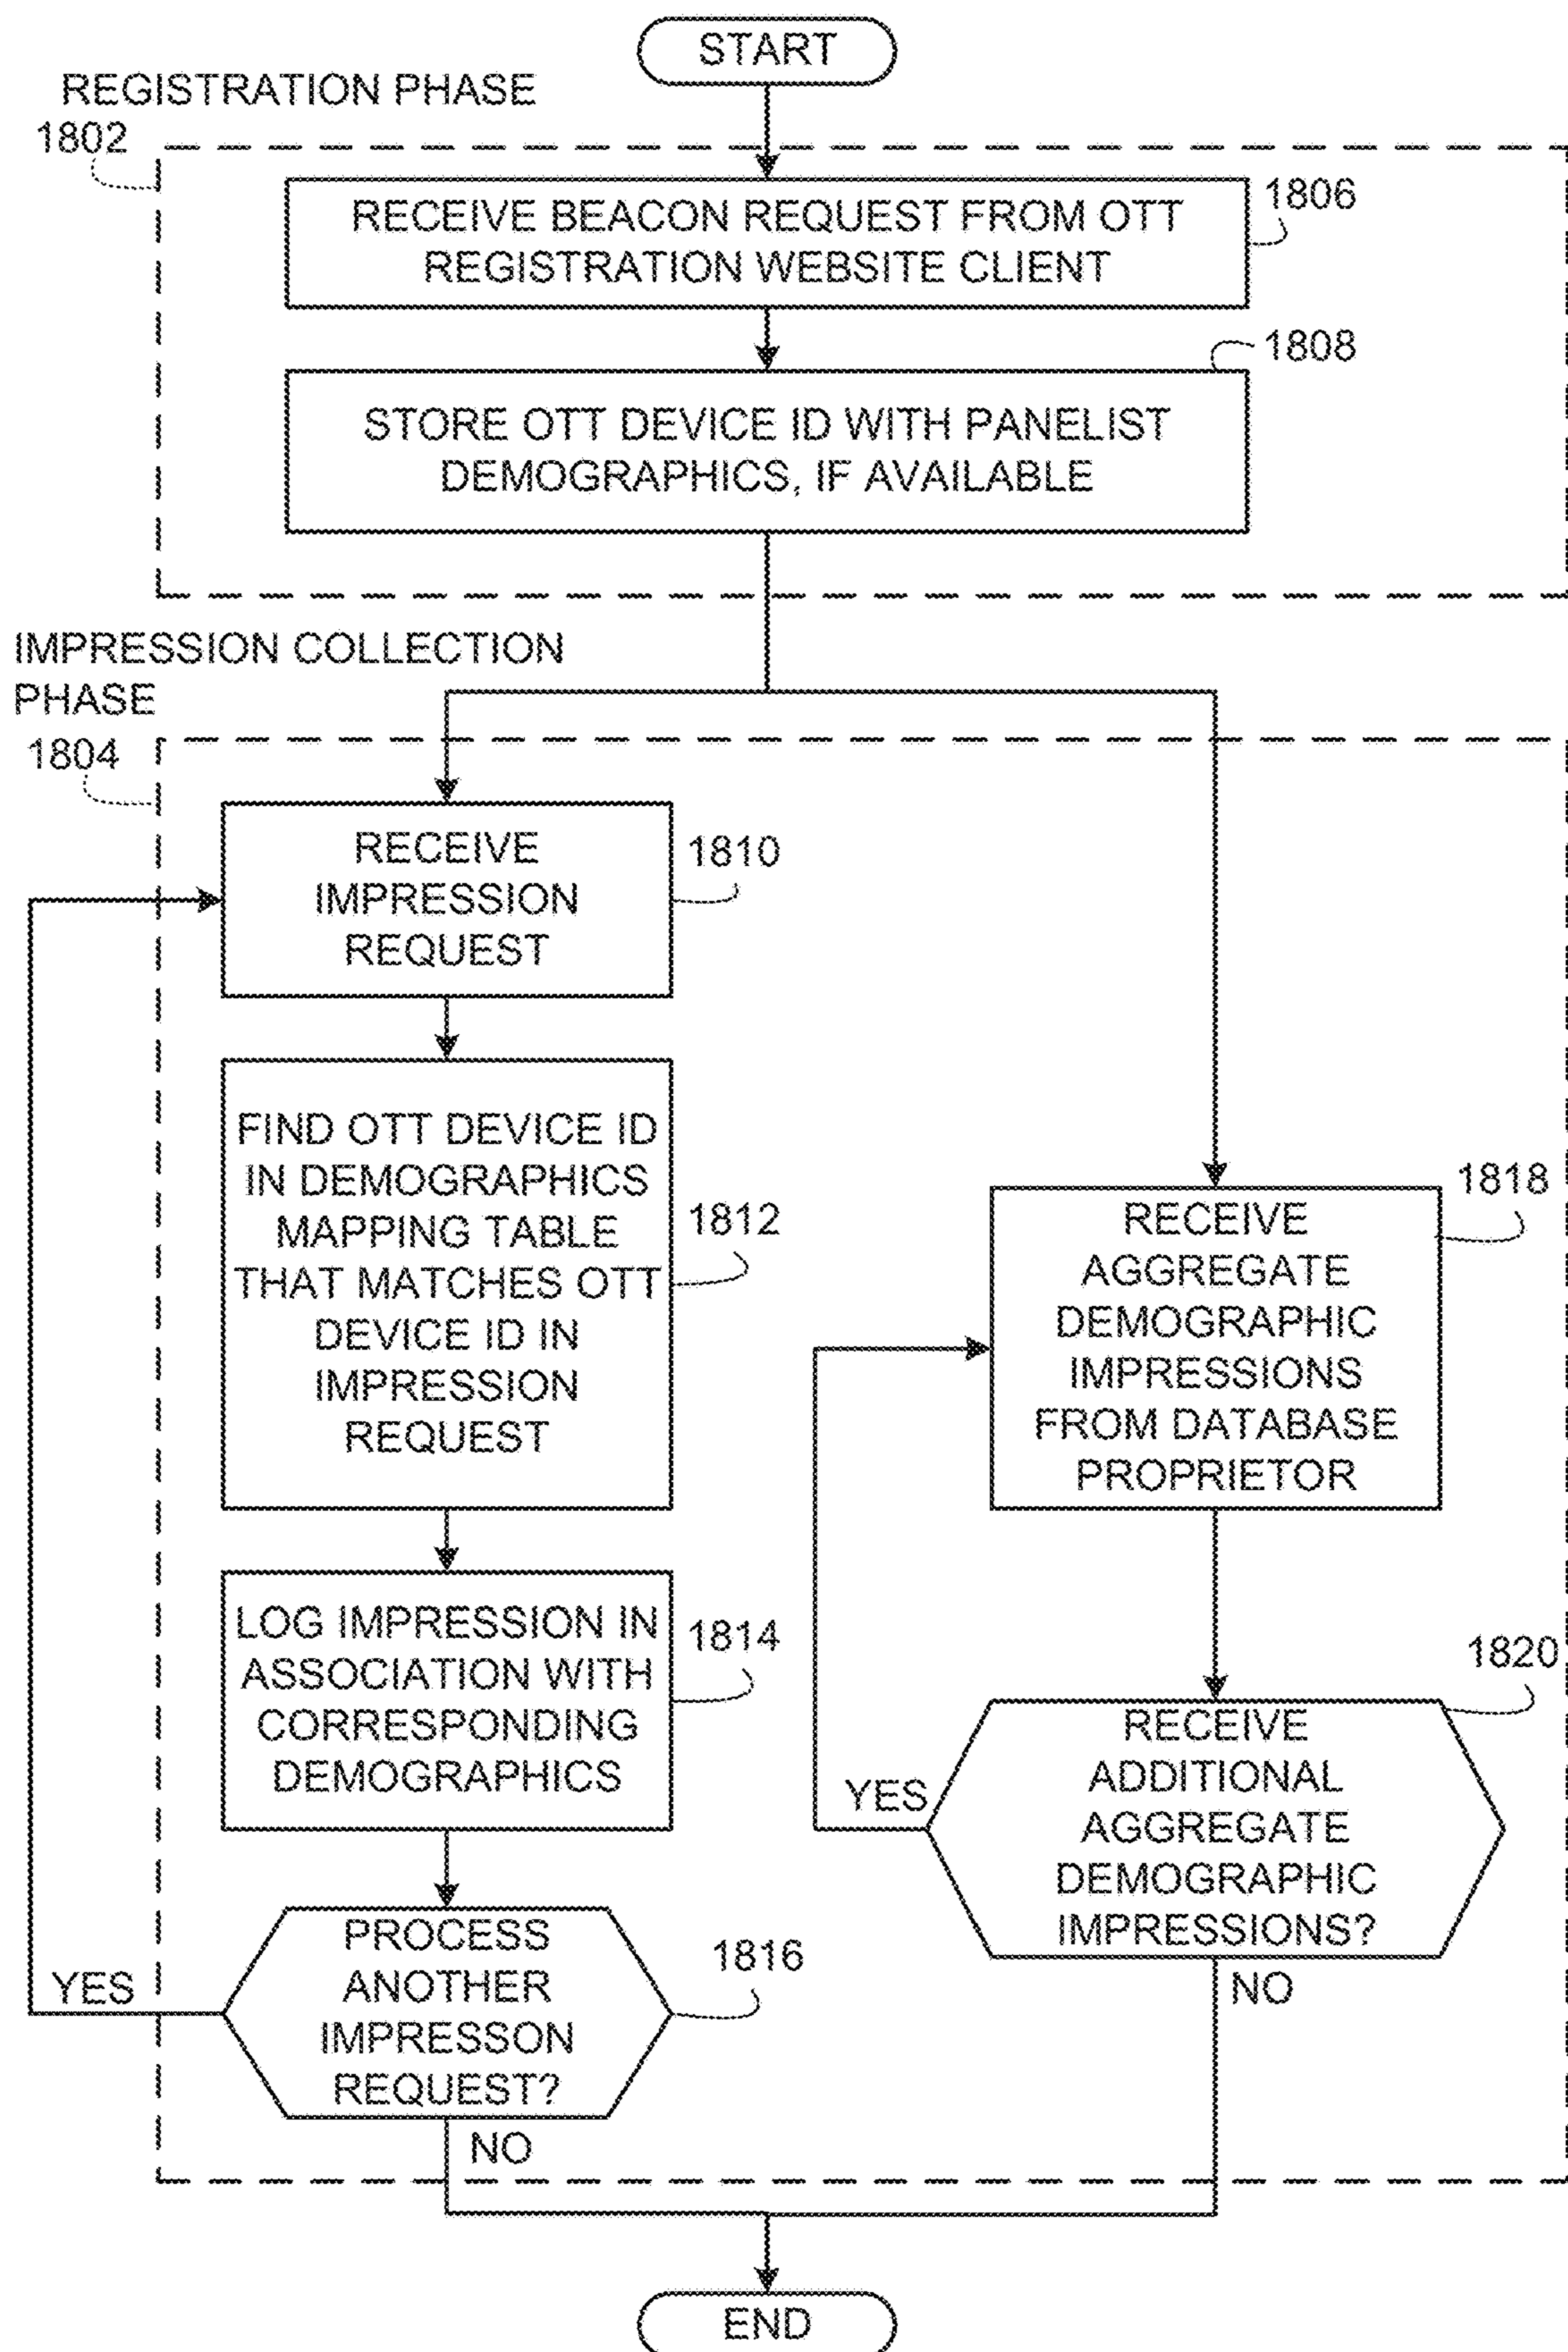 START
REGISTRATION PHASE
1802
RECEIVE BEACON REQUEST FROM OTT
REGISTRATION WEBSITE CLIENT
1806
STORE OTT DEVICE ID WITH PANELIST
DEMOGRAPHICS, IF AVAILABLE
1808
IMPRESSION COLLECTION
PHASE
1804
RECEIVE
IMPRESSION
REQUEST
1810
FIND OTT DEVICE ID
IN DEMOGRAPHICS
MAPPING TABLE
THAT MATCHES OTT
DEVICE ID IN
IMPRESSION
REQUEST
1812
LOG IMPRESSION IN
ASSOCIATION WITH
CORRESPONDING
DEMOGRAPHICS
1814
PROCESS
ANOTHER
IMPRESSON
REQUEST?
1816
YES
NO
RECEIVE
AGGREGATE
DEMOGRAPHIC
IMPRESSIONS
FROM DATABASE
PROPRIETOR
1818
RECEIVE
ADDITIONAL
AGGREGATE
DEMOGRAPHIC
IMPRESSIONS?
1820
YES
NO
END